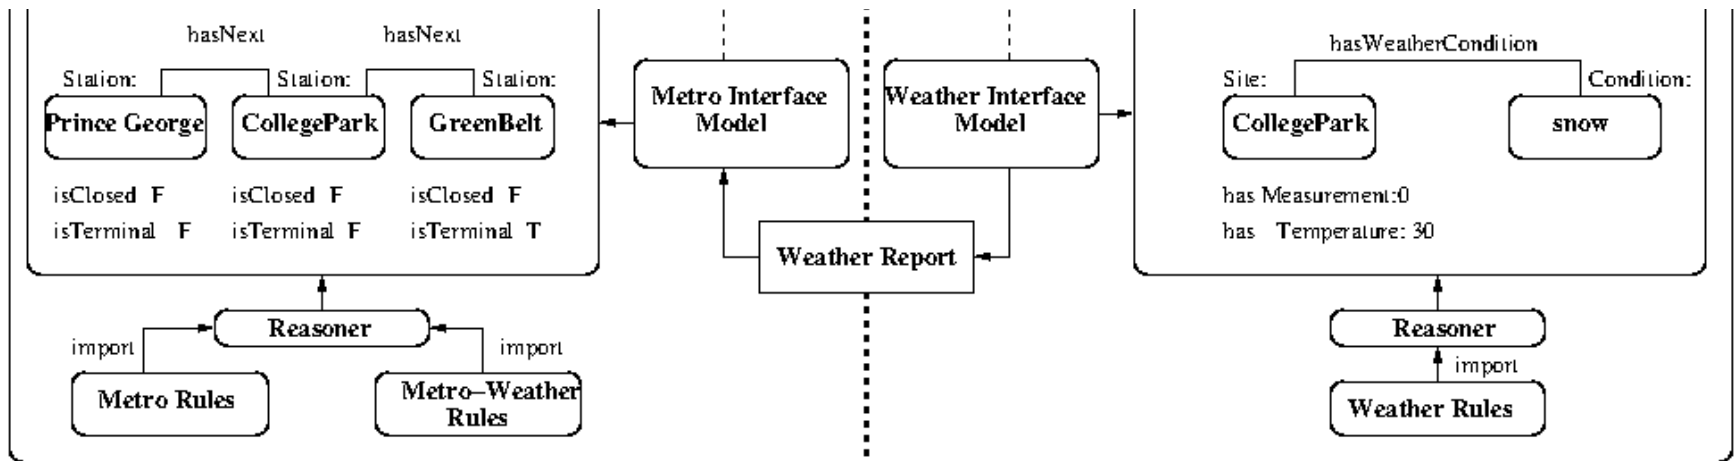 hasNext
hasNext
hasWeatherCondition
Station:
Station:
Station:
Site:
Condition:
Prince George
CollegePark
GreenBelt
Metro Interface
Model
Weather Interface
Model
CollegePark
snow
isClosed F
isClosed F
isClosed F
has Measurement:0
isTerminal F
isTerminal F
isTerminal T
has Temperature: 30
Weather Report
Reasoner
Reasoner
import
import
import
Metro Rules
Metro–Weather
Rules
Weather Rules